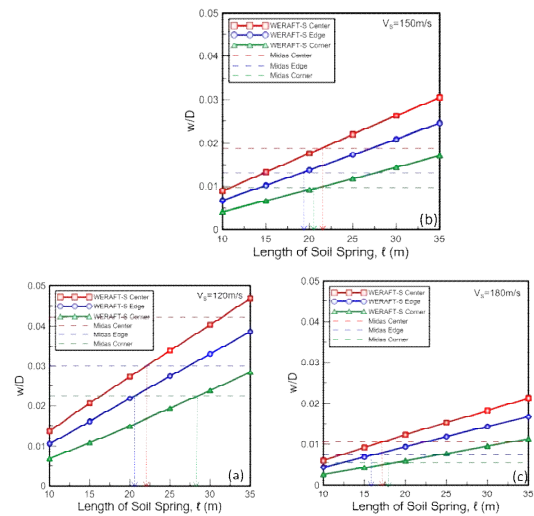 0.05
0.04
0.03
0.02
0.01
0
w/D
WERAFT-S Center
WERAFT-S Edge
WERAFT-S Corner
Midas Center
Midas Edge
Midas Corner
VS=150m/s
(b)
10 15 20 25 30 35
Length of Soil Spring, ℓ (m)
0.05
0.04
0.03
0.02
0.01
0
w/D
WERAFT-S Center
WERAFT-S Edge
WERAFT-S Corner
Midas Center
Midas Edge
Midas Corner
VS=120m/s
(a)
10 15 20 25 30 35
Length of Soil Spring, ℓ (m)
0.05
0.04
0.03
0.02
0.01
0
w/D
WERAFT-S Center
WERAFT-S Edge
WERAFT-S Corner
Midas Center
Midas Edge
Midas Corner
VS=180m/s
(c)
10 15 20 25 30 35
Length of Soil Spring, ℓ (m)